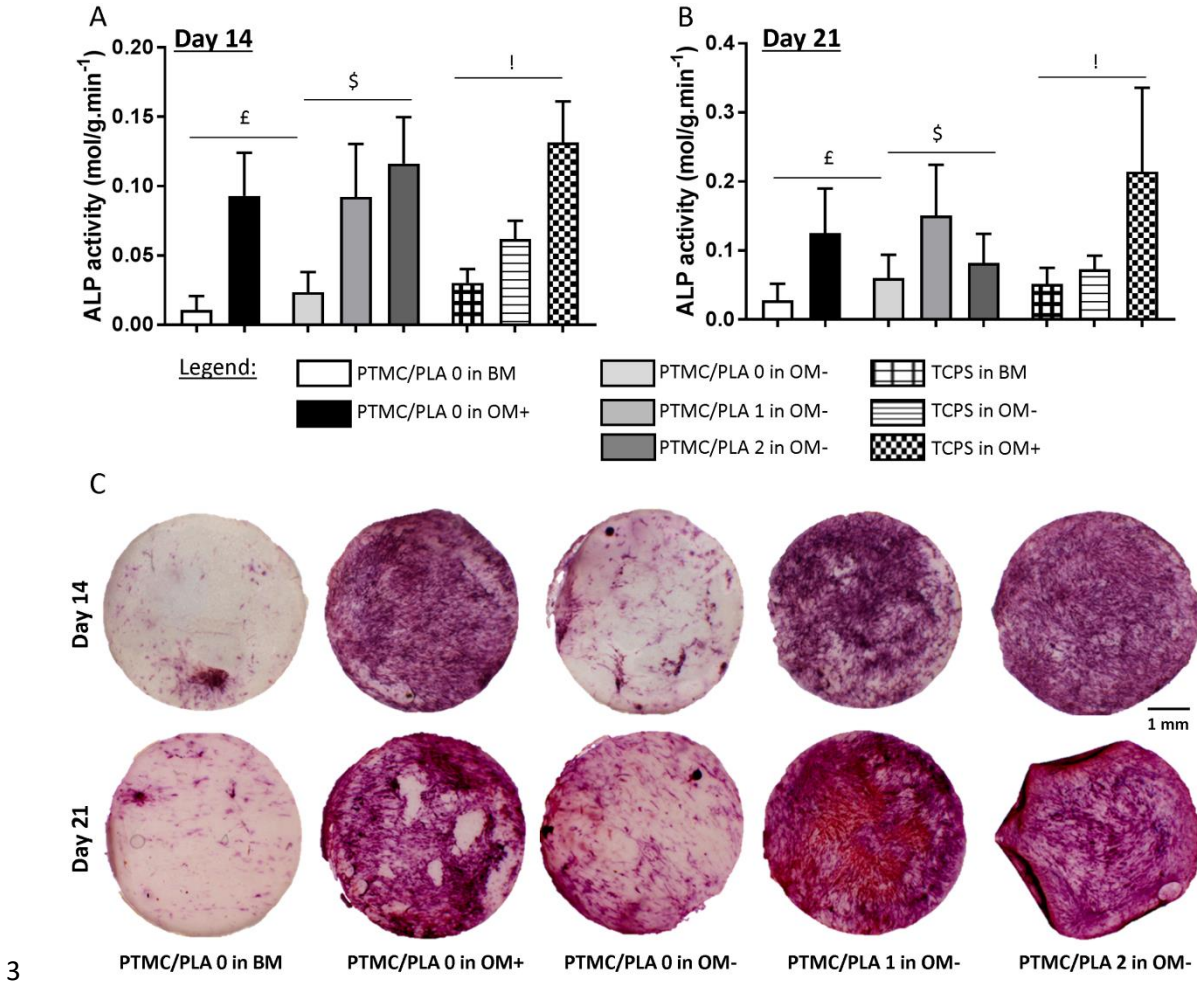 A
Day 14
ALP activity (mol/g.min-1)
0.20
0.15
0.10
0.05
0.00
£
$
!
B
Day 21
ALP activity (mol/g.min-1)
0.4
0.3
0.2
0.1
0.0
£
$
!
Legend:
PTMC/PLA 0 in BM
PTMC/PLA 0 in OM+
PTMC/PLA 0 in OM-
PTMC/PLA 1 in OM-
PTMC/PLA 2 in OM-
TCPS in BM
TCPS in OM-
TCPS in OM+
C
Day 14
1 mm
Day 21
PTMC/PLA 0 in BM
PTMC/PLA 0 in OM+
PTMC/PLA 0 in OM-
PTMC/PLA 1 in OM-
PTMC/PLA 2 in OM-
3